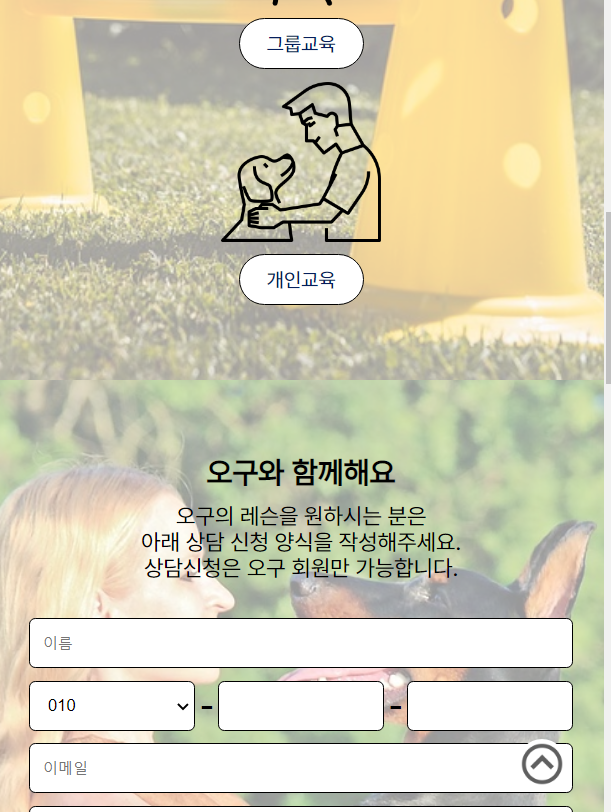 그룹교육
개인교육
오구와 함께해요
오구의 레슨을 원하시는 분은
아래 상담 신청 양식을 작성해주세요.
상담신청은 오구 회원만 가능합니다.
이름
010 - -
이메일